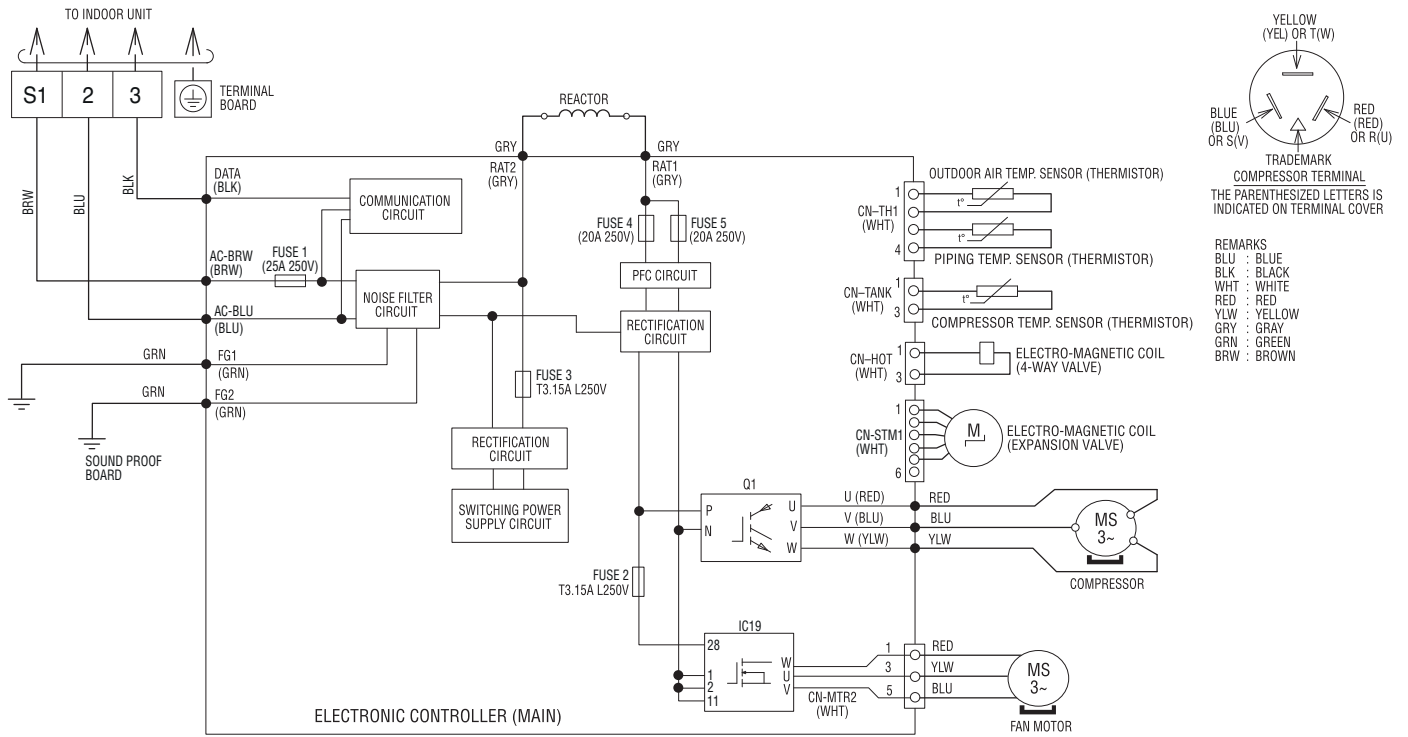 TO INDOOR UNIT
S1
2
3
TERMINAL
BOARD
BRW
BLU
BLK
REACTOR
GRY
GRY
RAT2
(GRY)
RAT1
(GRY)
DATA
(BLK)
COMMUNICATION
CIRCUIT
AC-BRW
(BRW)
FUSE 1
(25A 250V)
AC-BLU
(BLU)
NOISE FILTER
CIRCUIT
GRN
FG1
(GRN)
GRN
FG2
(GRN)
SOUND PROOF
BOARD
FUSE 4
(20A 250V)
FUSE 5
(20A 250V)
PFC CIRCUIT
RECTIFICATION
CIRCUIT
FUSE 3
T3.15A L250V
RECTIFICATION
CIRCUIT
SWITCHING POWER
SUPPLY CIRCUIT
FUSE 2
T3.15A L250V
Q1
P
N
U
V
W
U (RED)
V (BLU)
W (YLW)
RED
BLU
YLW
MS
3~
COMPRESSOR
IC19
28
1
2
11
W
U
V
CN-MTR2
(WHT)
1
3
5
RED
YLW
BLU
MS
3~
FAN MOTOR
ELECTRONIC CONTROLLER (MAIN)
OUTDOOR AIR TEMP. SENSOR (THERMISTOR)
1
CN–TH1
(WHT)
4
t°
t°
PIPING TEMP. SENSOR (THERMISTOR)
1
CN–TANK
(WHT)
3
t°
COMPRESSOR TEMP. SENSOR (THERMISTOR)
1
CN–HOT
(WHT)
3
ELECTRO-MAGNETIC COIL
(4-WAY VALVE)
1
CN-STM1
(WHT)
6
M
ELECTRO-MAGNETIC COIL
(EXPANSION VALVE)
YELLOW
(YEL) OR T(W)
BLUE
(BLU)
OR S(V)
RED
(RED)
OR R(U)
TRADEMARK
COMPRESSOR TERMINAL
THE PARENTHESIZED LETTERS IS
INDICATED ON TERMINAL COVER
REMARKS
BLU : BLUE
BLK : BLACK
WHT : WHITE
RED : RED
YLW : YELLOW
GRY : GRAY
GRN : GREEN
BRW : BROWN